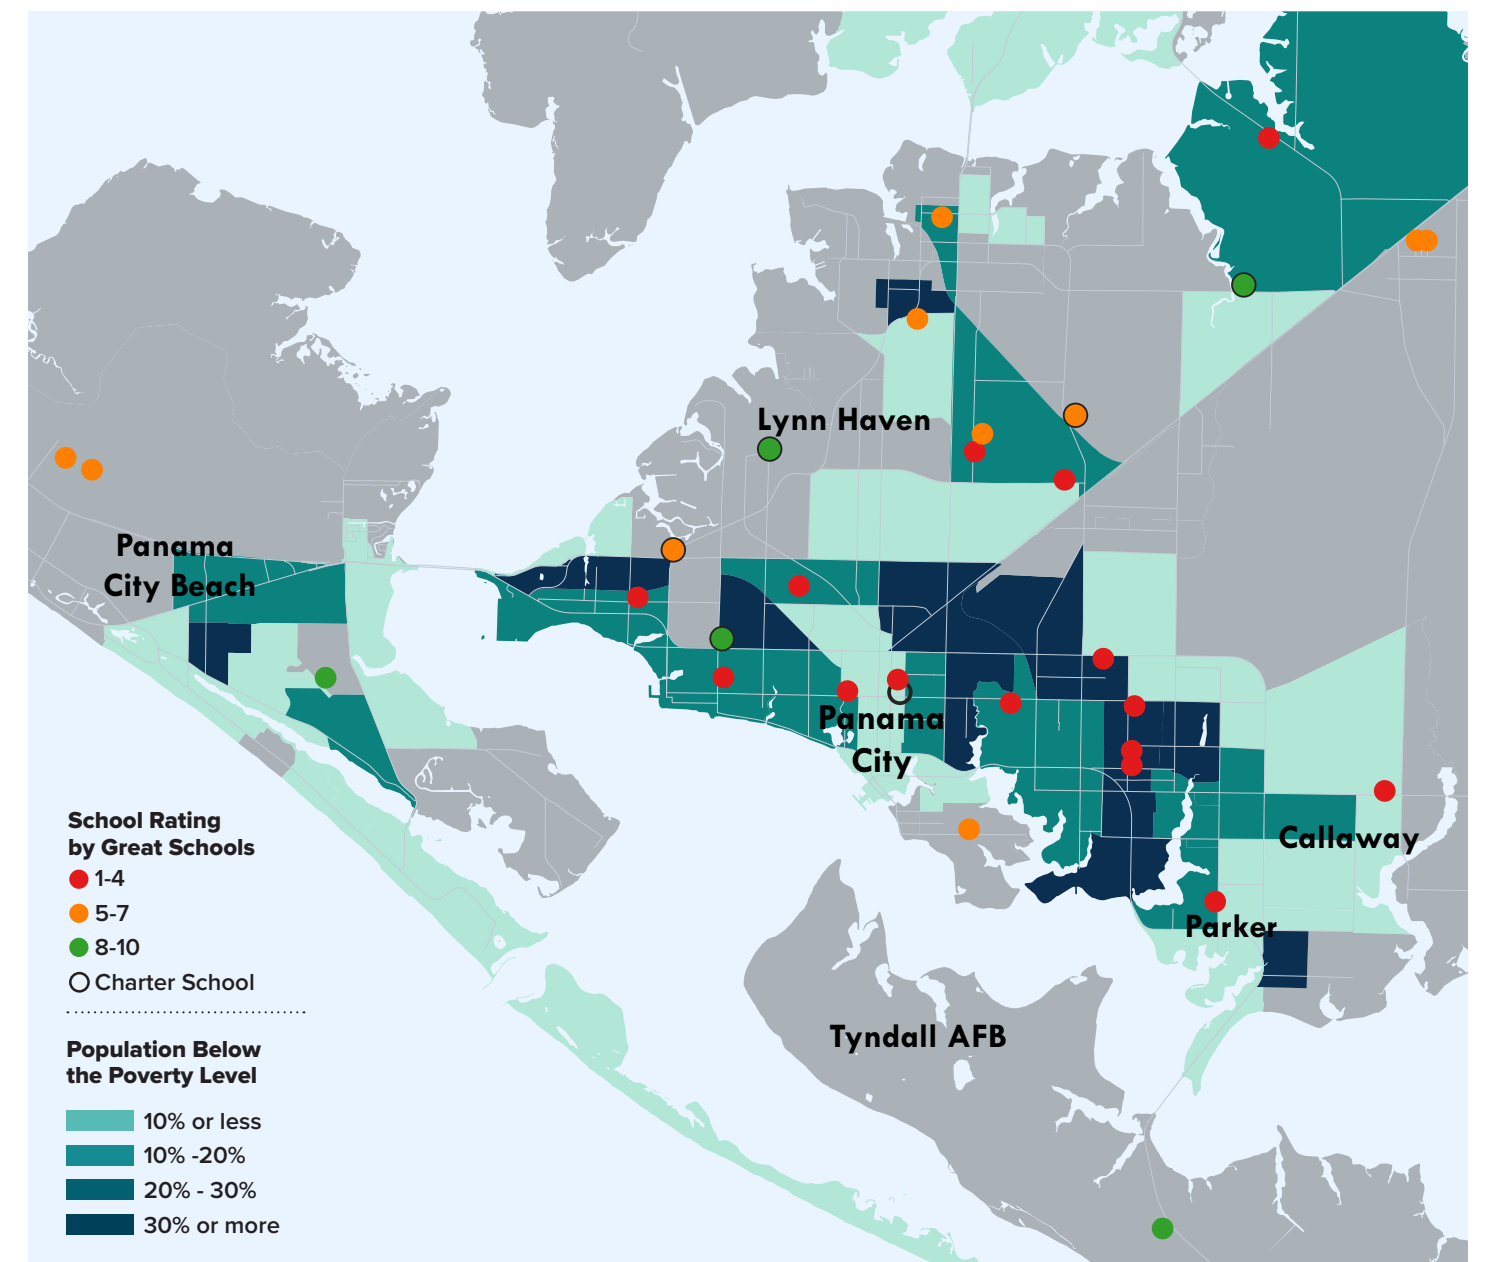 Lynn Haven
Panama
City Beach
Panama
City
School Rating
by Great Schools
1-4
5-7
8-10
Charter School
Callaway
Parker
Tyndall AFB
Population Below
the Poverty Level
10% or less
10% -20%
20% - 30%
30% or more